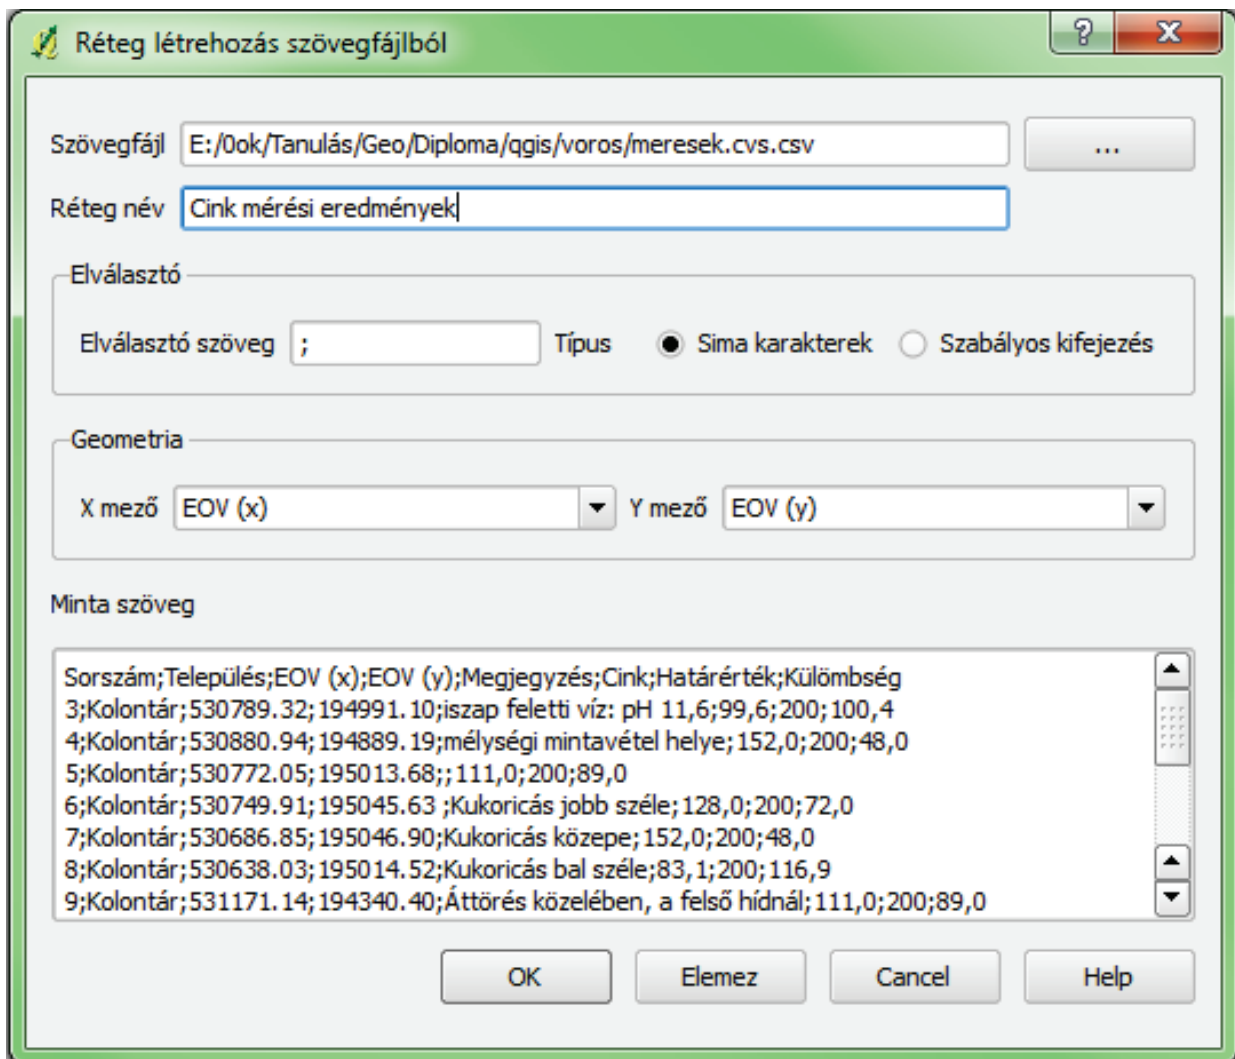 Réteg létrehozás szövegfájlból
Szövegfájl E:/0ok/Tanulás/Geo/Diploma/qgis/voros/meresek.cvs.csv ...
Réteg név Cink mérési eredmények
Elválasztó
Elválasztó szöveg ; Típus Sima karakterek Szabályos kifejezés
Geometria
X mező EOV (x) Y mező EOV (y)
Minta szöveg
Sorszám;Település;EOV (x);EOV (y);Megjegyzés;Cink;Határérték;Külömbség
3;Kolontár;530789.32;194991.10;iszap feletti víz: pH 11,6;99,6;200;100,4
4;Kolontár;530880.94;194889.19;mélységi mintavétel helye;152,0;200;48,0
5;Kolontár;530772.05;195013.68;;111,0;200;89,0
6;Kolontár;530749.91;195045.63 ;Kukoricás jobb széle;128,0;200;72,0
7;Kolontár;530686.85;195046.90;Kukoricás közepe;152,0;200;48,0
8;Kolontár;530638.03;195014.52;Kukoricás bal széle;83,1;200;116,9
9;Kolontár;531171.14;194340.40;Áttörés közelében, a felső hídnál;111,0;200;89,0
OK Elemez Cancel Help